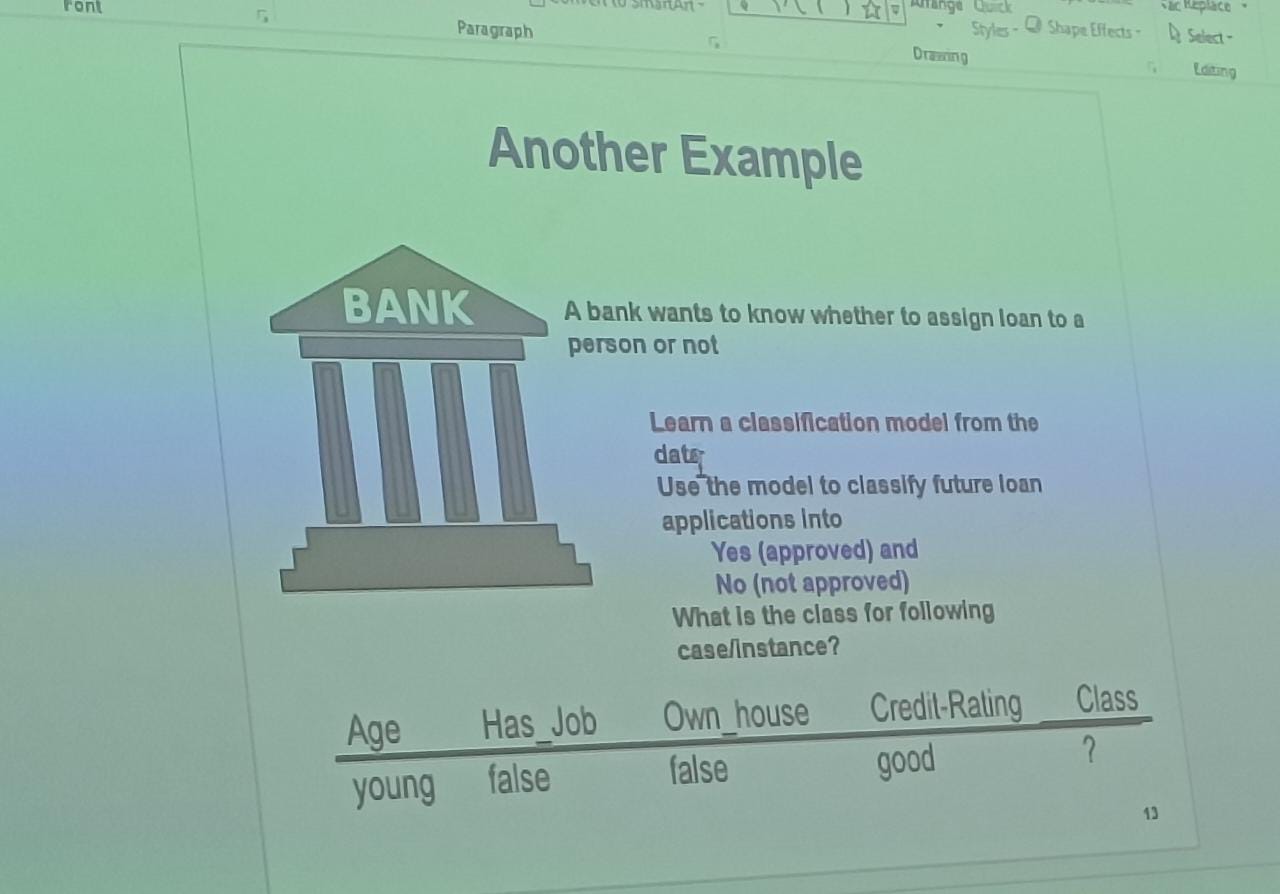 Font
Paragraph
Convert to SmartArt
Arrange
Quick
Styles
Shape Effects
Drawing
Replace
Select
Editing
Another Example
BANK
A bank wants to know whether to assign loan to a
person or not
Learn a classification model from the
data
Use the model to classify future loan
applications into
Yes (approved) and
No (not approved)
What is the class for following
case/instance?
Age Has_Job Own_house Credit-Rating Class
young false false good ?
13